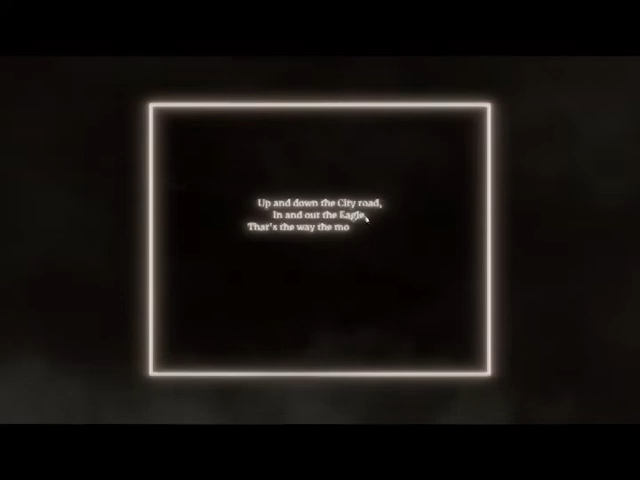 Up and down the City road,
In and out the Eagle,
That's the way the mo